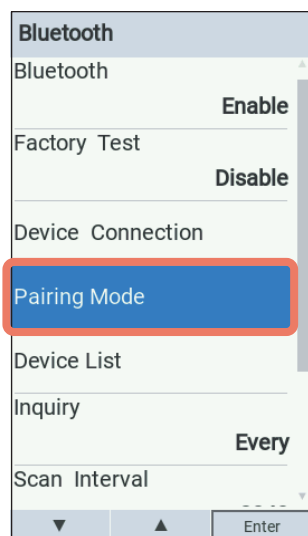 Bluetooth
Bluetooth
Enable
Factory Test
Disable
Device Connection
Pairing Mode
Device List
Inquiry
Every
Scan Interval
▼ ▲ Enter